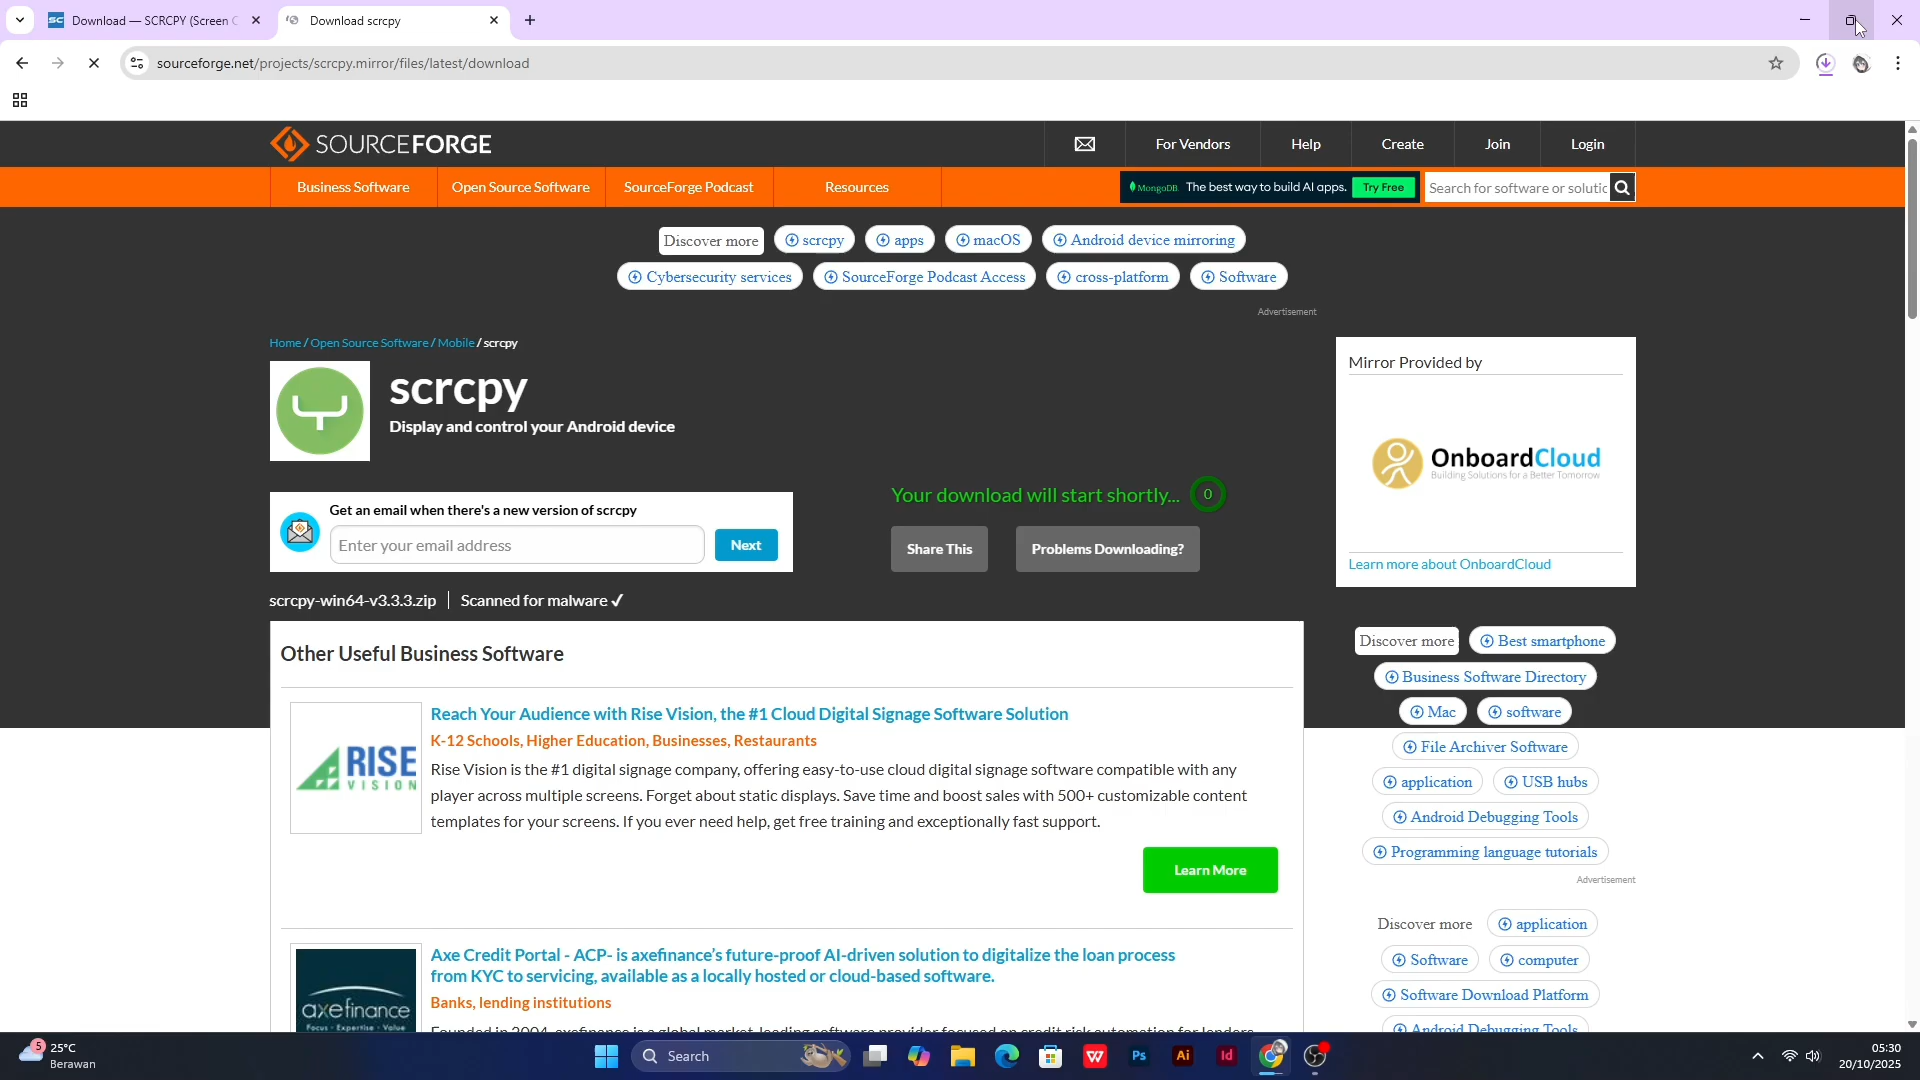 Download — SCRCPY (Screen C
Download scrcpy
sourceforge.net/projects/scrcpy.mirror/files/latest/download
SOURCEFORGE
For Vendors
Help
Create
Join
Login
Business Software
Open Source Software
SourceForge Podcast
Resources
MongoDB. The best way to build AI apps. Try Free
Search for software or solutic
Discover more
scrcpy
apps
macOS
Android device mirroring
Cybersecurity services
SourceForge Podcast Access
cross-platform
Software
Advertisement
Home / Open Source Software / Mobile / scrcpy
scrcpy
Display and control your Android device
Mirror Provided by
OnboardCloud
Building Solutions for a Better Tomorrow
Learn more about OnboardCloud
Get an email when there's a new version of scrcpy
Enter your email address
Next
Your download will start shortly... 0
Share This
Problems Downloading?
scrcpy-win64-v3.3.3.zip
Scanned for malware ✓
Other Useful Business Software
RISE
VISION
Reach Your Audience with Rise Vision, the #1 Cloud Digital Signage Software Solution
K-12 Schools, Higher Education, Businesses, Restaurants
Rise Vision is the #1 digital signage company, offering easy-to-use cloud digital signage software compatible with any
player across multiple screens. Forget about static displays. Save time and boost sales with 500+ customizable content
templates for your screens. If you ever need help, get free training and exceptionally fast support.
Learn More
axefinance
Focus - Expertise - Value
Axe Credit Portal - ACP- is axefinance’s future-proof AI-driven solution to digitalize the loan process
from KYC to servicing, available as a locally hosted or cloud-based software.
Banks, lending institutions
Founded in 2004, axefinance is a global market-leading software provider focused on credit risk automation for lenders
Discover more
Best smartphone
Business Software Directory
Mac
software
File Archiver Software
application
USB hubs
Android Debugging Tools
Programming language tutorials
Advertisement
Discover more
application
Software
computer
Software Download Platform
Android Debugging Tools
5
25°C
Berawan
Search
W
Ps
Ai
Id
05:30
20/10/2025